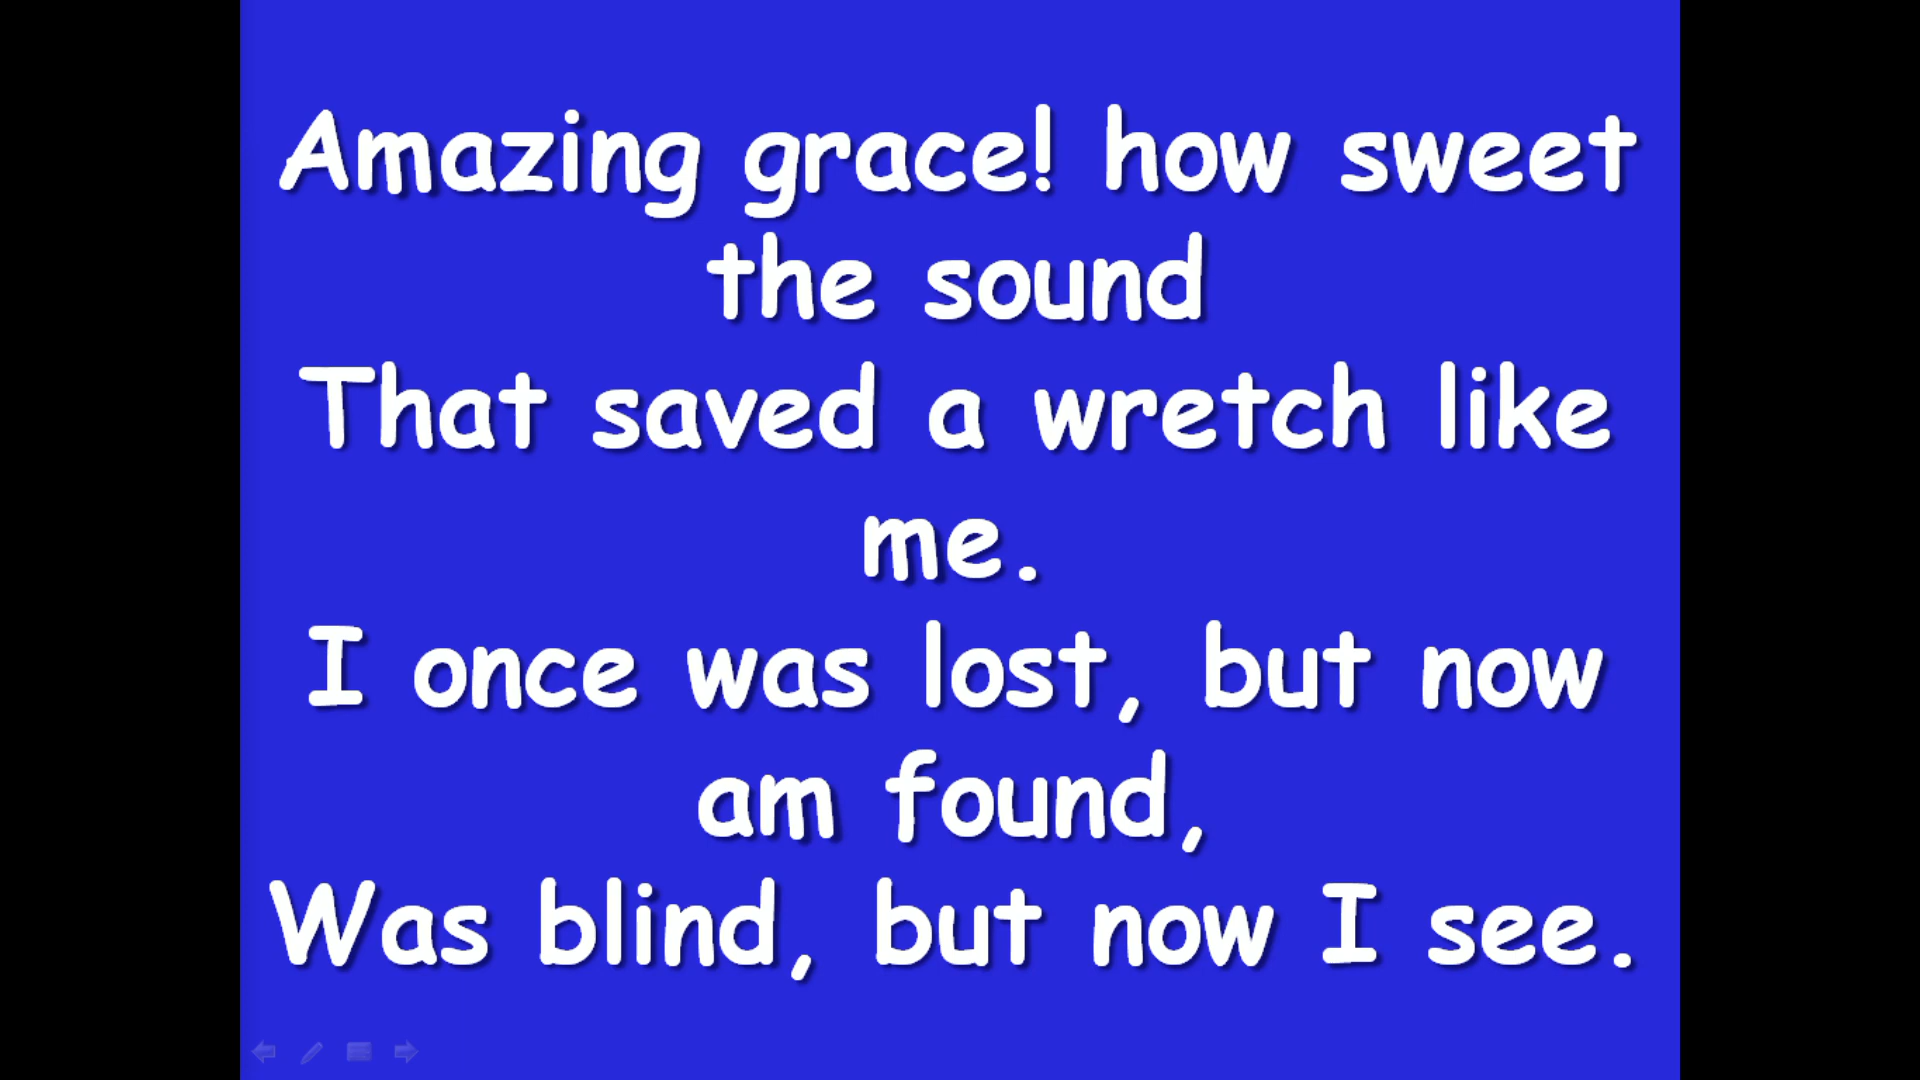 Amazing grace! how sweet
the sound
That saved a wretch like
me.
I once was lost, but now
am found,
Was blind, but now I see.